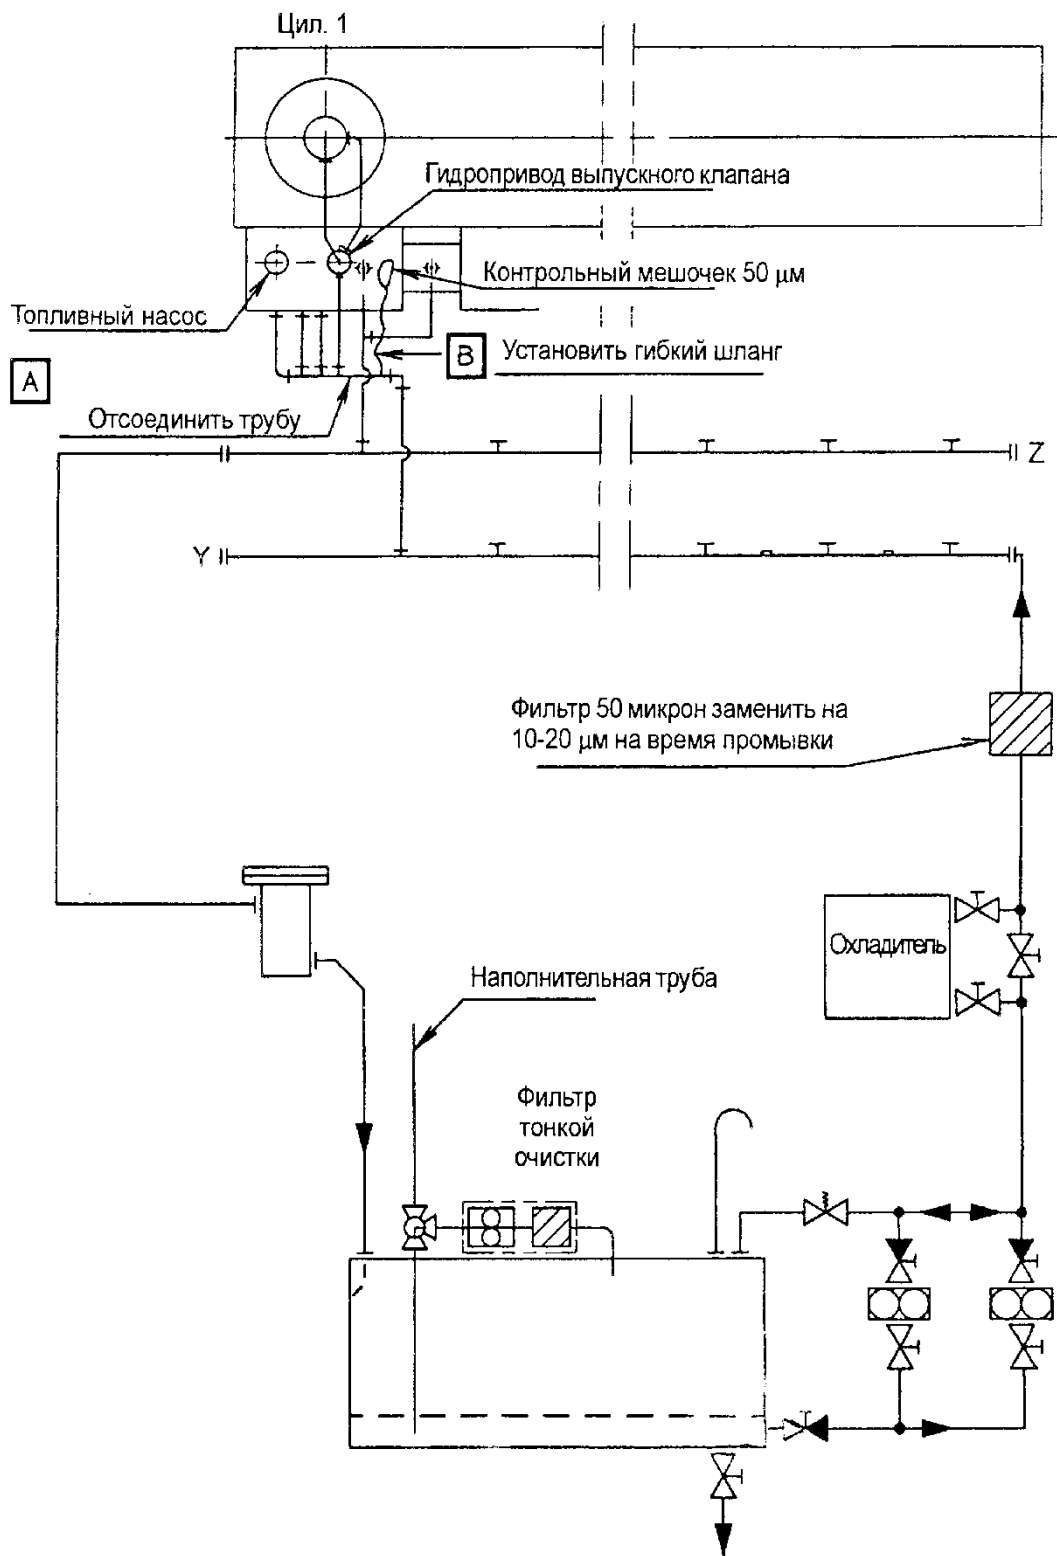 Цил. 1
Гидропривод выпускного клапана
Контрольный мешочек 50 μм
Топливный насос
B
Установить гибкий шланг
A
Отсоединить трубу
Z
Y
Фильтр 50 микрон заменить на
10-20 μм на время промывки
Охладитель
Наполнительная труба
Фильтр
тонкой
очистки